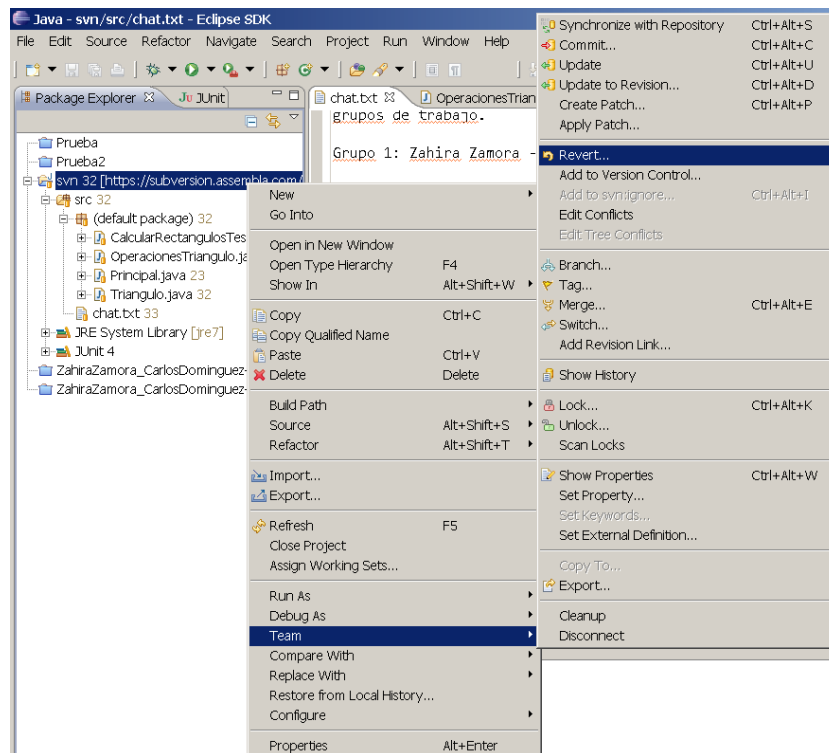 Java - svn/src/chat.txt - Eclipse SDK
File Edit Source Refactor Navigate Search Project Run Window Help
Package Explorer JUnit
chat.txt OperacionesTrian
grupos de trabajo.
Grupo 1: Zahira Zamora -
Prueba
Prueba2
svn 32 [https://subversion.assembla.com/
src 32
(default package) 32
CalcularRectangulosTes
OperacionesTriangulo.ja
Principal.java 23
Triangulo.java 32
chat.txt 33
JRE System Library [jre7]
JUnit 4
ZahiraZamora_CarlosDominguez-
ZahiraZamora_CarlosDominguez-
New
Go Into
Open in New Window
Open Type Hierarchy F4
Show In Alt+Shift+W
Copy Ctrl+C
Copy Qualified Name
Paste Ctrl+V
Delete Delete
Build Path
Source Alt+Shift+S
Refactor Alt+Shift+T
Import...
Export...
Refresh F5
Close Project
Assign Working Sets...
Run As
Debug As
Team
Compare With
Replace With
Restore from Local History...
Configure
Properties Alt+Enter
Synchronize with Repository Ctrl+Alt+S
Commit... Ctrl+Alt+C
Update Ctrl+Alt+U
Update to Revision... Ctrl+Alt+D
Create Patch... Ctrl+Alt+P
Apply Patch...
Revert...
Add to Version Control...
Add to svn:ignore... Ctrl+Alt+I
Edit Conflicts
Edit Tree Conflicts
Branch...
Tag...
Merge... Ctrl+Alt+E
Switch...
Add Revision Link...
Show History
Lock... Ctrl+Alt+K
Unlock...
Scan Locks
Show Properties Ctrl+Alt+W
Set Property...
Set Keywords...
Set External Definition...
Copy To...
Export...
Cleanup
Disconnect